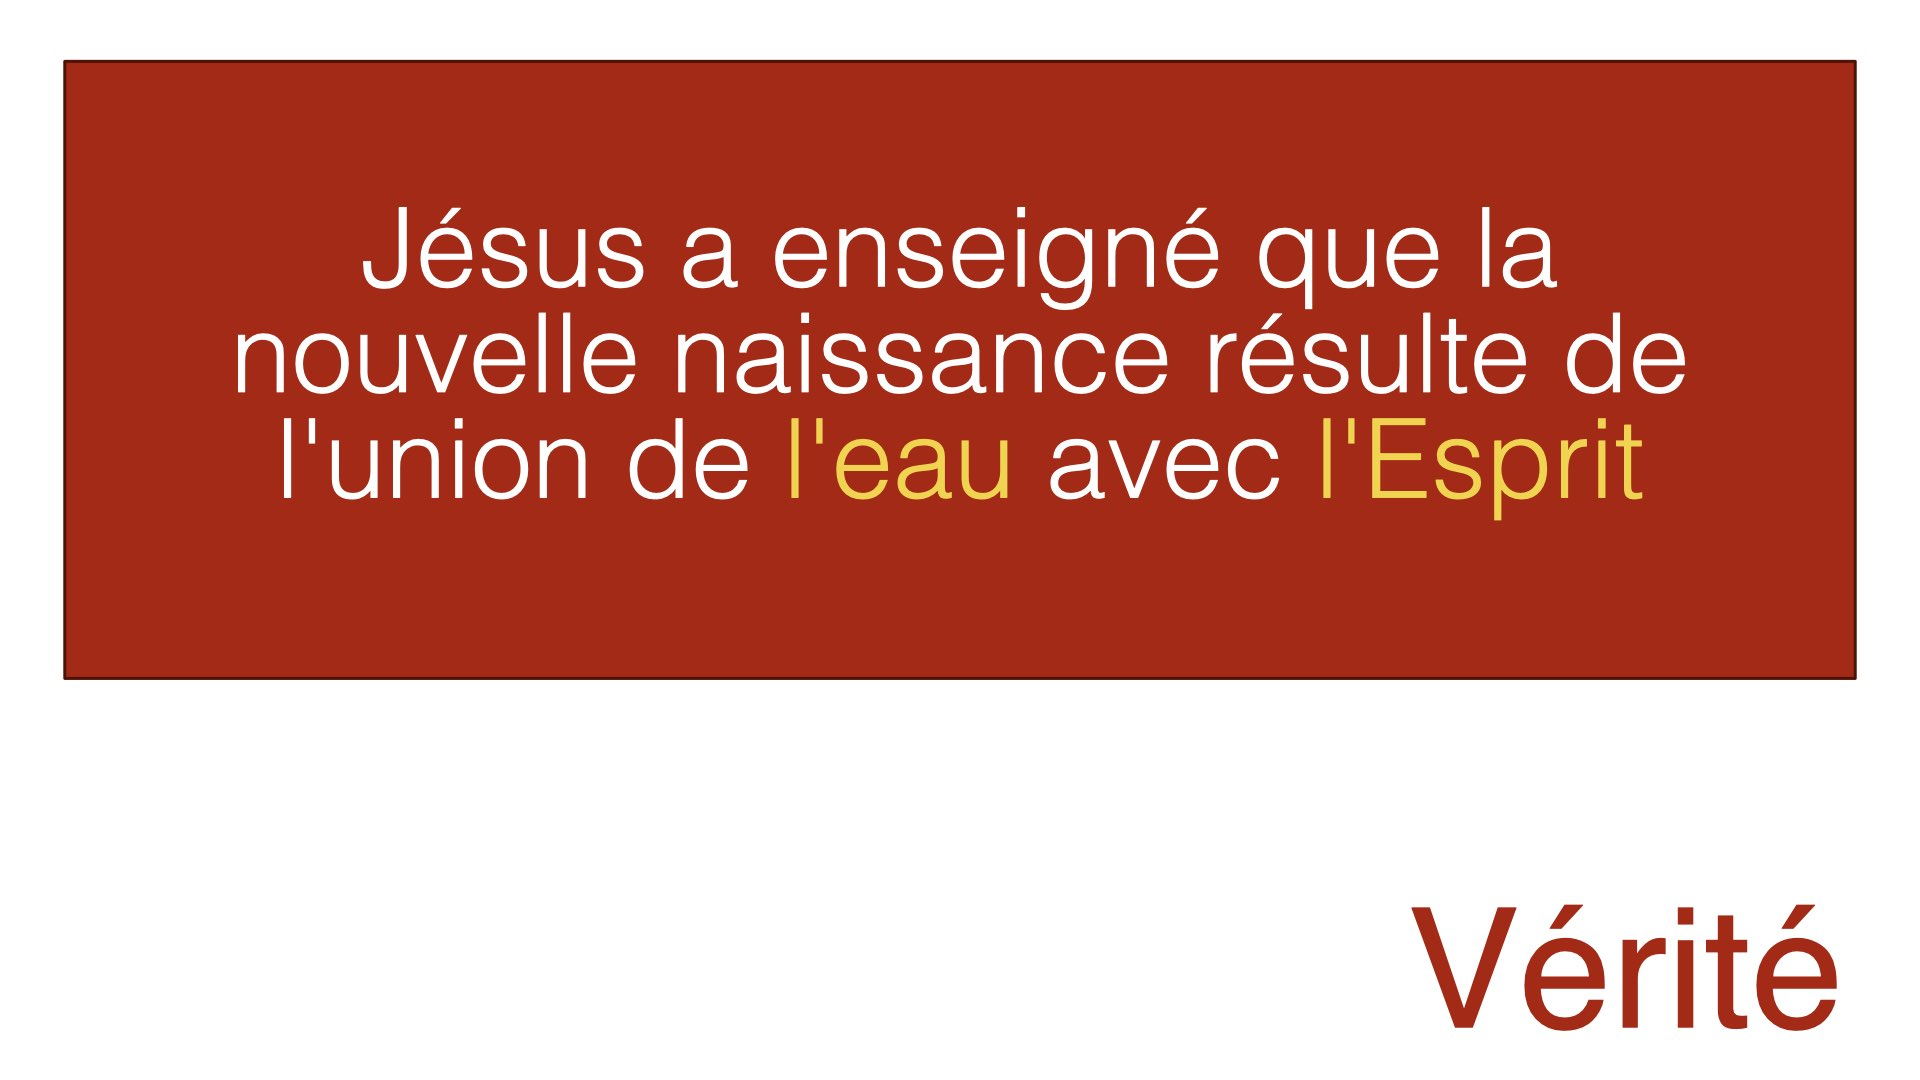 Jésus a enseigné que la
nouvelle naissance résulte de
l'union de l'eau avec l'Esprit
Vérité